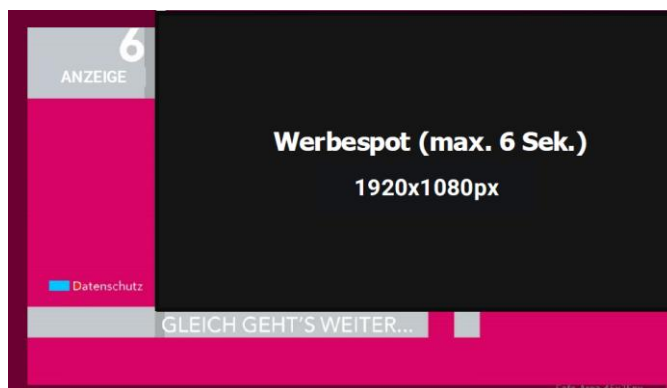 6
ANZEIGE
Werbespot (max. 6 Sek.)
1920x1080px
Datenschutz
GLEICH GEHT'S WEITER...